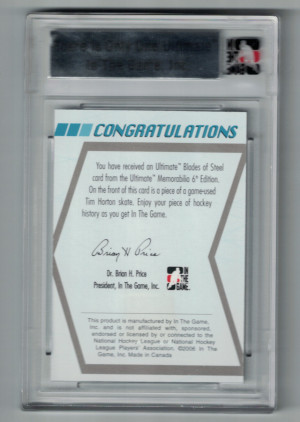 CONGRATULATIONS
You have received an Ultimate™ Blades of Steel
card from the Ultimate™ Memorabilia 6th Edition.
On the front of this card is a piece of a game-used
Tim Horton skate. Enjoy your piece of hockey
history as you get In The Game.
Brian H. Price
Dr. Brian H. Price
President, In The Game, Inc.
IN
THE
GAME
This product is manufactured by In The Game,
Inc. and is not affiliated with, sponsored,
endorsed or licensed by or connected to the
National Hockey League or National Hockey
League Players' Association. ©2006 In The
Game, Inc. Made in Canada